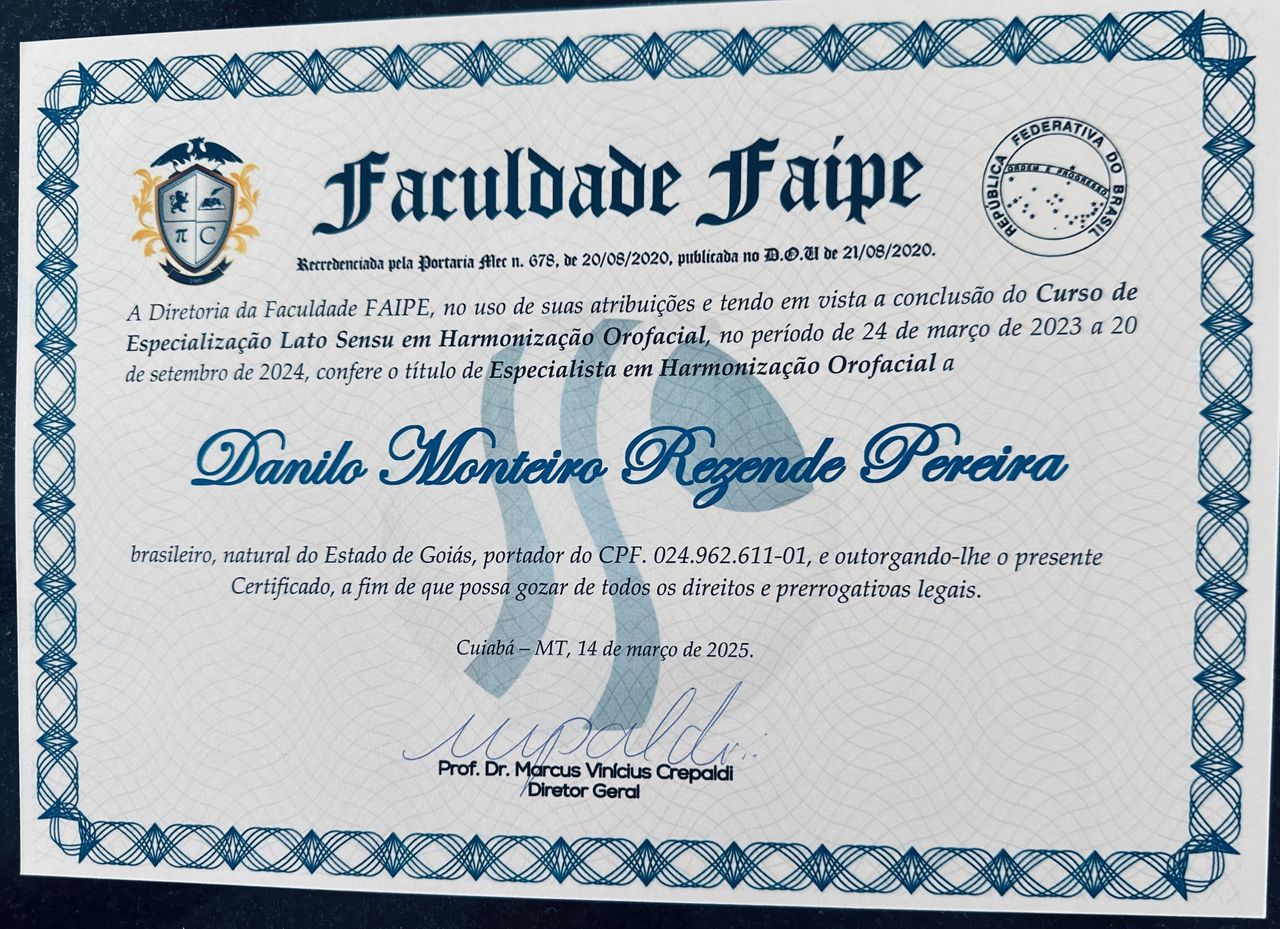 Faculdade Faipe
REPÚBLICA FEDERATIVA DO BRASIL
ORDEM E PROGRESSO
π C
Recredenciada pela Portaria Mec n. 678, de 20/08/2020, publicada no D.O.U de 21/08/2020.
A Diretoria da Faculdade FAIPE, no uso de suas atribuições e tendo em vista a conclusão do Curso de
Especialização Lato Sensu em Harmonização Orofacial, no período de 24 de março de 2023 a 20
de setembro de 2024, confere o título de Especialista em Harmonização Orofacial a
Danilo Monteiro Rezende Pereira
brasileiro, natural do Estado de Goiás, portador do CPF. 024.962.611-01, e outorgando-lhe o presente
Certificado, a fim de que possa gozar de todos os direitos e prerrogativas legais.
Cuiabá – MT, 14 de março de 2025.
Prof. Dr. Marcus Vinícius Crepaldi
Diretor Geral